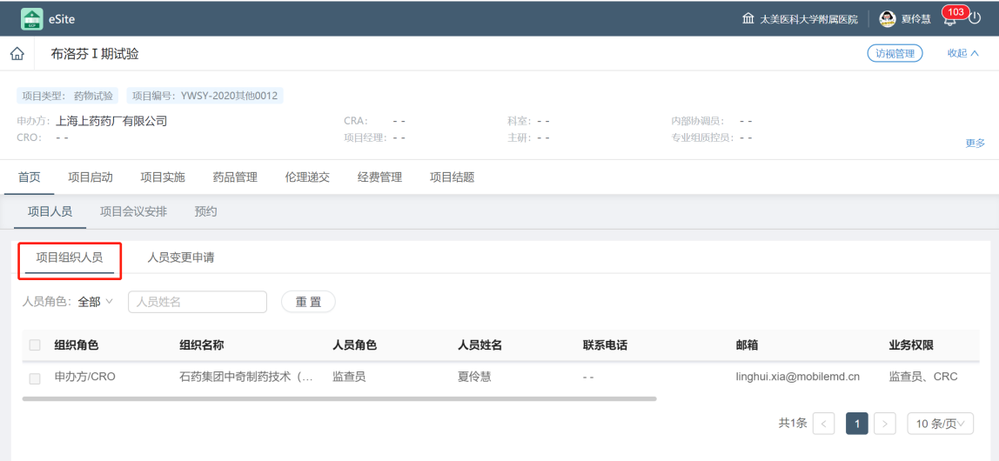 eSite 太美医科大学附属医院 夏伶慧 103
布洛芬 I 期试验 访视管理 收起
项目类型： 药物试验 项目编号：YWSY-2020其他0012
申办方：上海上药药厂有限公司 CRA： - - 科室：- - 内部协调员： - -
CRO： - - 项目经理：- - 主研：- - 专业组质控员：- -
更多
首页 项目启动 项目实施 药品管理 伦理递交 经费管理 项目结题
项目人员 项目会议安排 预约
项目组织人员 人员变更申请
人员角色：全部 人员姓名 重 置
组织角色 组织名称 人员角色 人员姓名 联系电话 邮箱 业务权限
申办方/CRO 石药集团中奇制药技术（... 监查员 夏伶慧 - - linghui.xia@mobilemd.cn 监查员、CRC
共1条 < 1 > 10 条/页